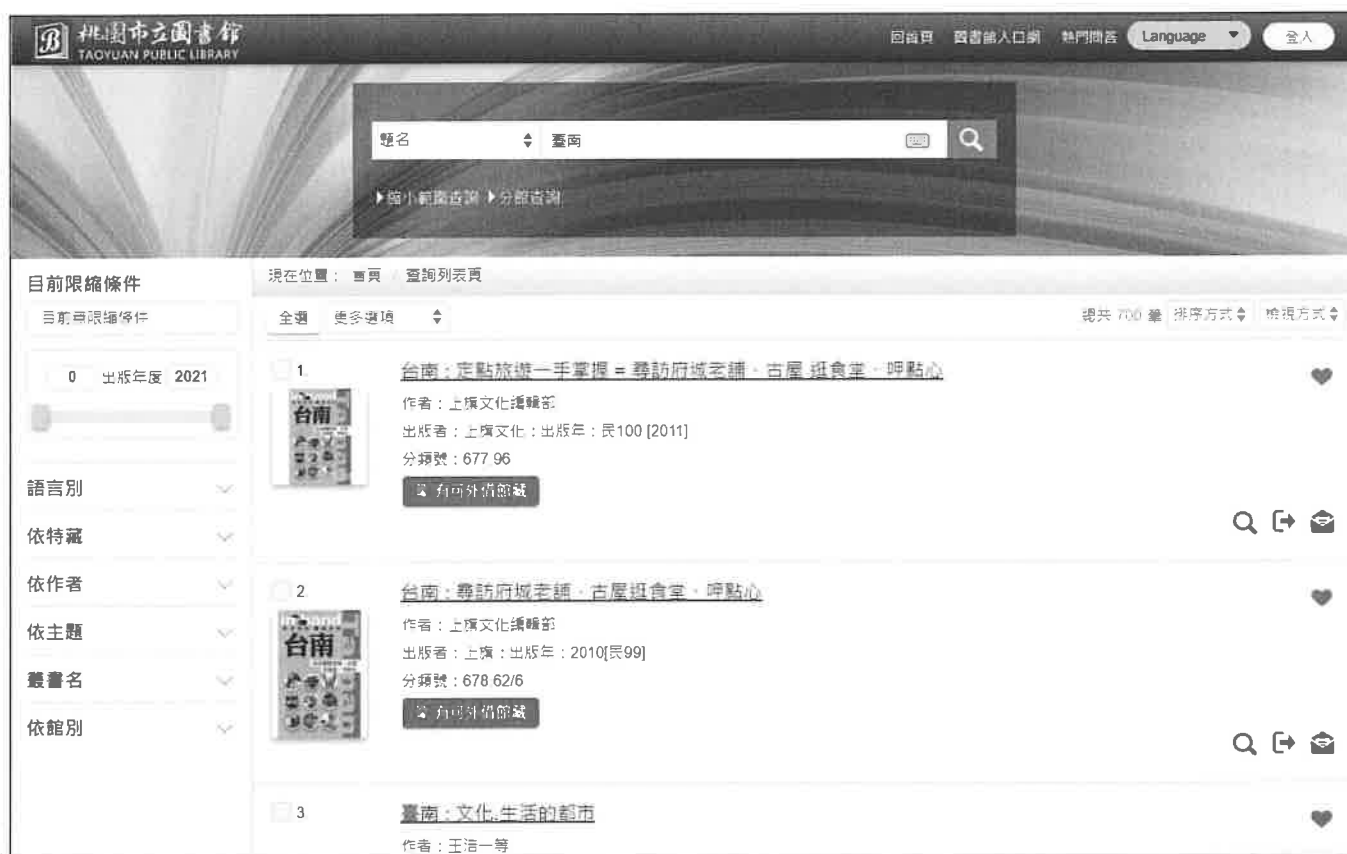 桃園市立圖書館
TAOYUAN PUBLIC LIBRARY
回首頁 圖書館入口網 熱門問答 Language 登入
題名 臺南
縮小範圍查詢 分館查詢
目前限縮條件
目前無限縮條件
0 出版年度 2021
語言別
依特藏
依作者
依主題
叢書名
依館別
現在位置： 首頁 / 查詢列表頁
全選 更多選項
總共 700 筆 排序方式 檢視方式
1.
台南
台南 : 定點旅遊一手掌握 = 尋訪府城老舖．古屋.逛食堂．呷點心
作者 : 上旗文化編輯部
出版者 : 上旗文化 ; 出版年 : 民100 [2011]
分類號 : 677.96
有可外借館藏
2.
台南
台南 : 尋訪府城老舖．古屋逛食堂．呷點心
作者 : 上旗文化編輯部
出版者 : 上旗 ; 出版年 : 2010[民99]
分類號 : 678.62/6
有可外借館藏
3.
臺南 : 文化.生活的都市
作者 : 王浩一等